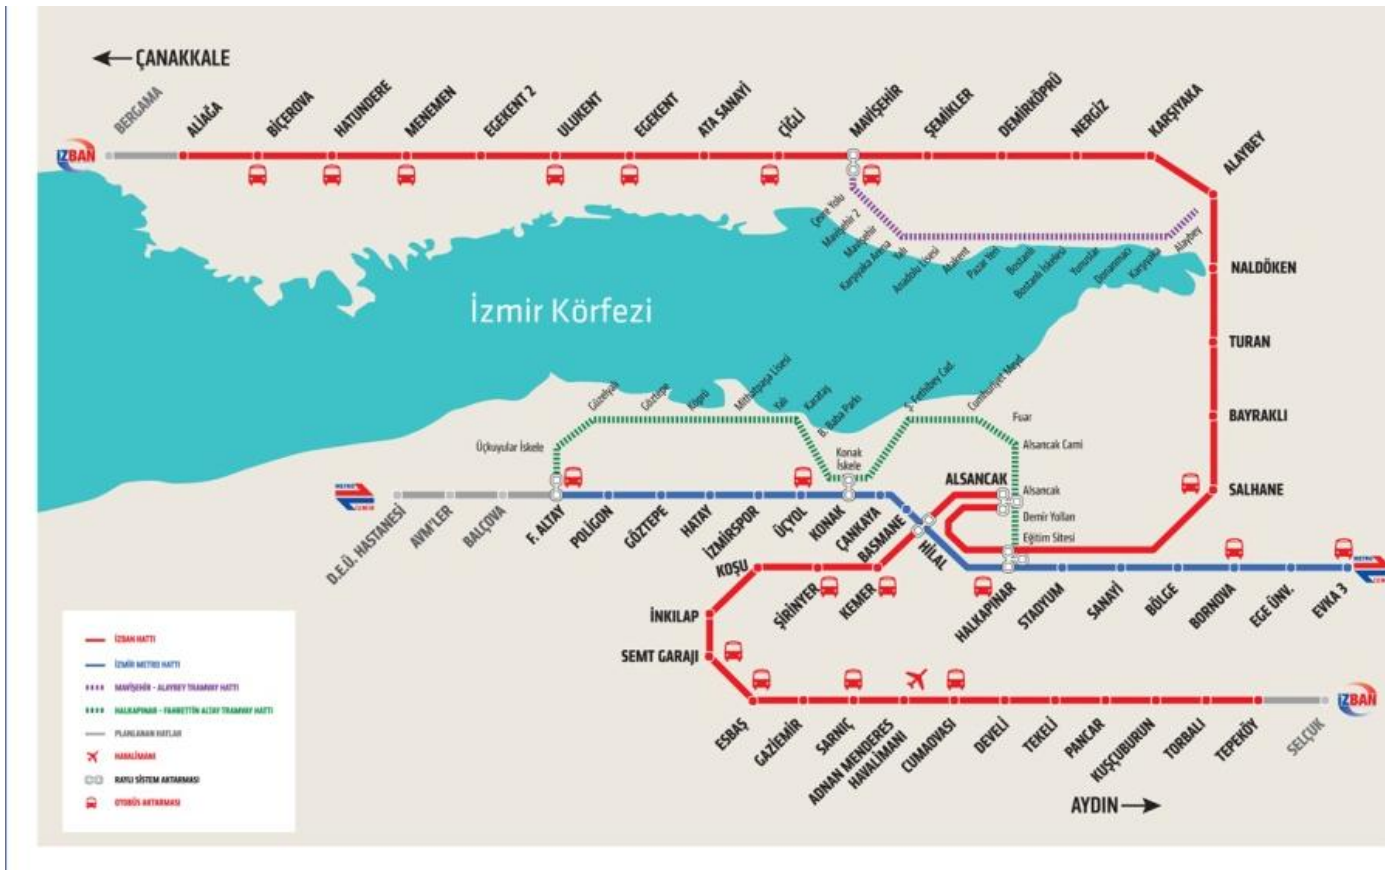 ÇANAKKALE
BERGAMA
ALİAĞA
BİÇEROVA
HATUNDERE
MENEMEN
EGEKENT 2
ULUKENT
EGEKENT
ATA SANAYİ
ÇİĞLİ
MAVİŞEHİR
ŞEMİKLER
DEMİRKÖPRÜ
NERGİZ
KARŞIYAKA
ALAYBEY
İZBAN
Çevre Yolu
Mavişehir 2
Mavişehir
Karşıyaka Arena
Yalı
Anadolu Lisesi
Atakent
Pazar Yeri
Bostanlı
Bostanlı İskelesi
Yunuslar
Donanmacı
Karşıyaka
Alaybey
NALDÖKEN
TURAN
BAYRAKLI
SALHANE
İzmir Körfezi
Üçkuyular İskele
Güzelyalı
Göztepe
Köprü
Mithatpaşa Lisesi
Yalı
Karataş
B. Baba Parkı
Konak
İskele
Ş. Fethibey Cad.
Cumhuriyet Meyd.
Fuar
Alsancak Cami
Alsancak
Demir Yolları
Eğitim Sitesi
ALSANCAK
METRO
İZMİR
D.E.Ü. HASTANESİ
AVM'LER
BALÇOVA
F. ALTAY
POLİGON
GÖZTEPE
HATAY
İZMİRSPOR
ÜÇYOL
KONAK
ÇANKAYA
BASMANE
HİLAL
HALKAPINAR
STADYUM
SANAYİ
BÖLGE
BORNOVA
EGE ÜNV.
EVKA 3
KOŞU
ŞİRİNYER
KEMER
İNKILAP
SEMT GARAJI
ESBAŞ
GAZİEMİR
SARNIÇ
ADNAN MENDERES
HAVALİMANI
CUMAOVASI
DEVELİ
TEKELİ
PANCAR
KUŞÇUBURUN
TORBALI
TEPEKÖY
SELÇUK
İZBAN
AYDIN
İZBAN HATTI
İZMİR METRO HATTI
MAVİŞEHİR - ALAYBEY TRAMVAY HATTI
HALKAPINAR - FAHRETTİN ALTAY TRAMVAY HATTI
PLANLANAN HATLAR
HAVALİMANI
RAYLI SİSTEM AKTARMASI
OTOBÜS AKTARMASI